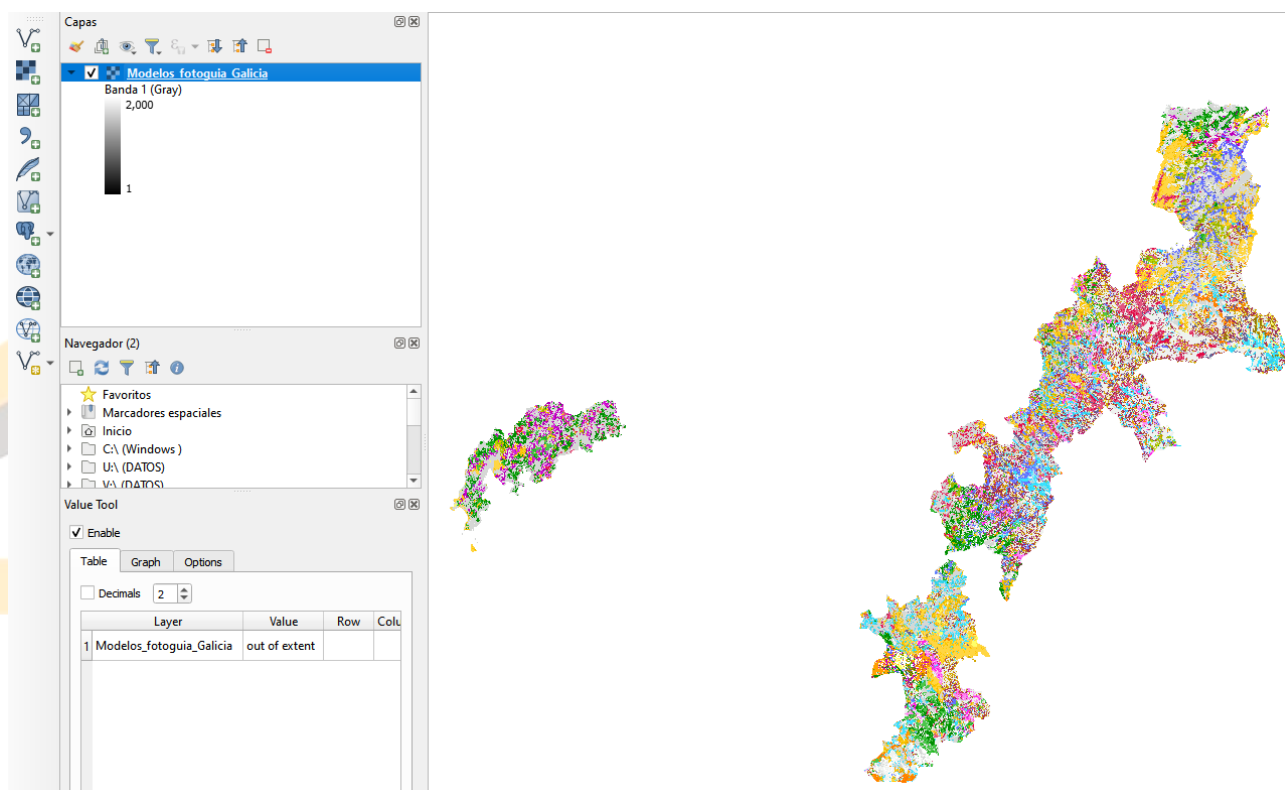 Capas
Modelos_fotoguia_Galicia
Banda 1 (Gray)
2,000
1
Navegador (2)
Favoritos
Marcadores espaciales
Inicio
C:\ (Windows )
U:\ (DATOS)
V:\ (DATOS)
Value Tool
Enable
Table Graph Options
Decimals 2
Layer Value Row Colu
1 Modelos_fotoguia_Galicia out of extent